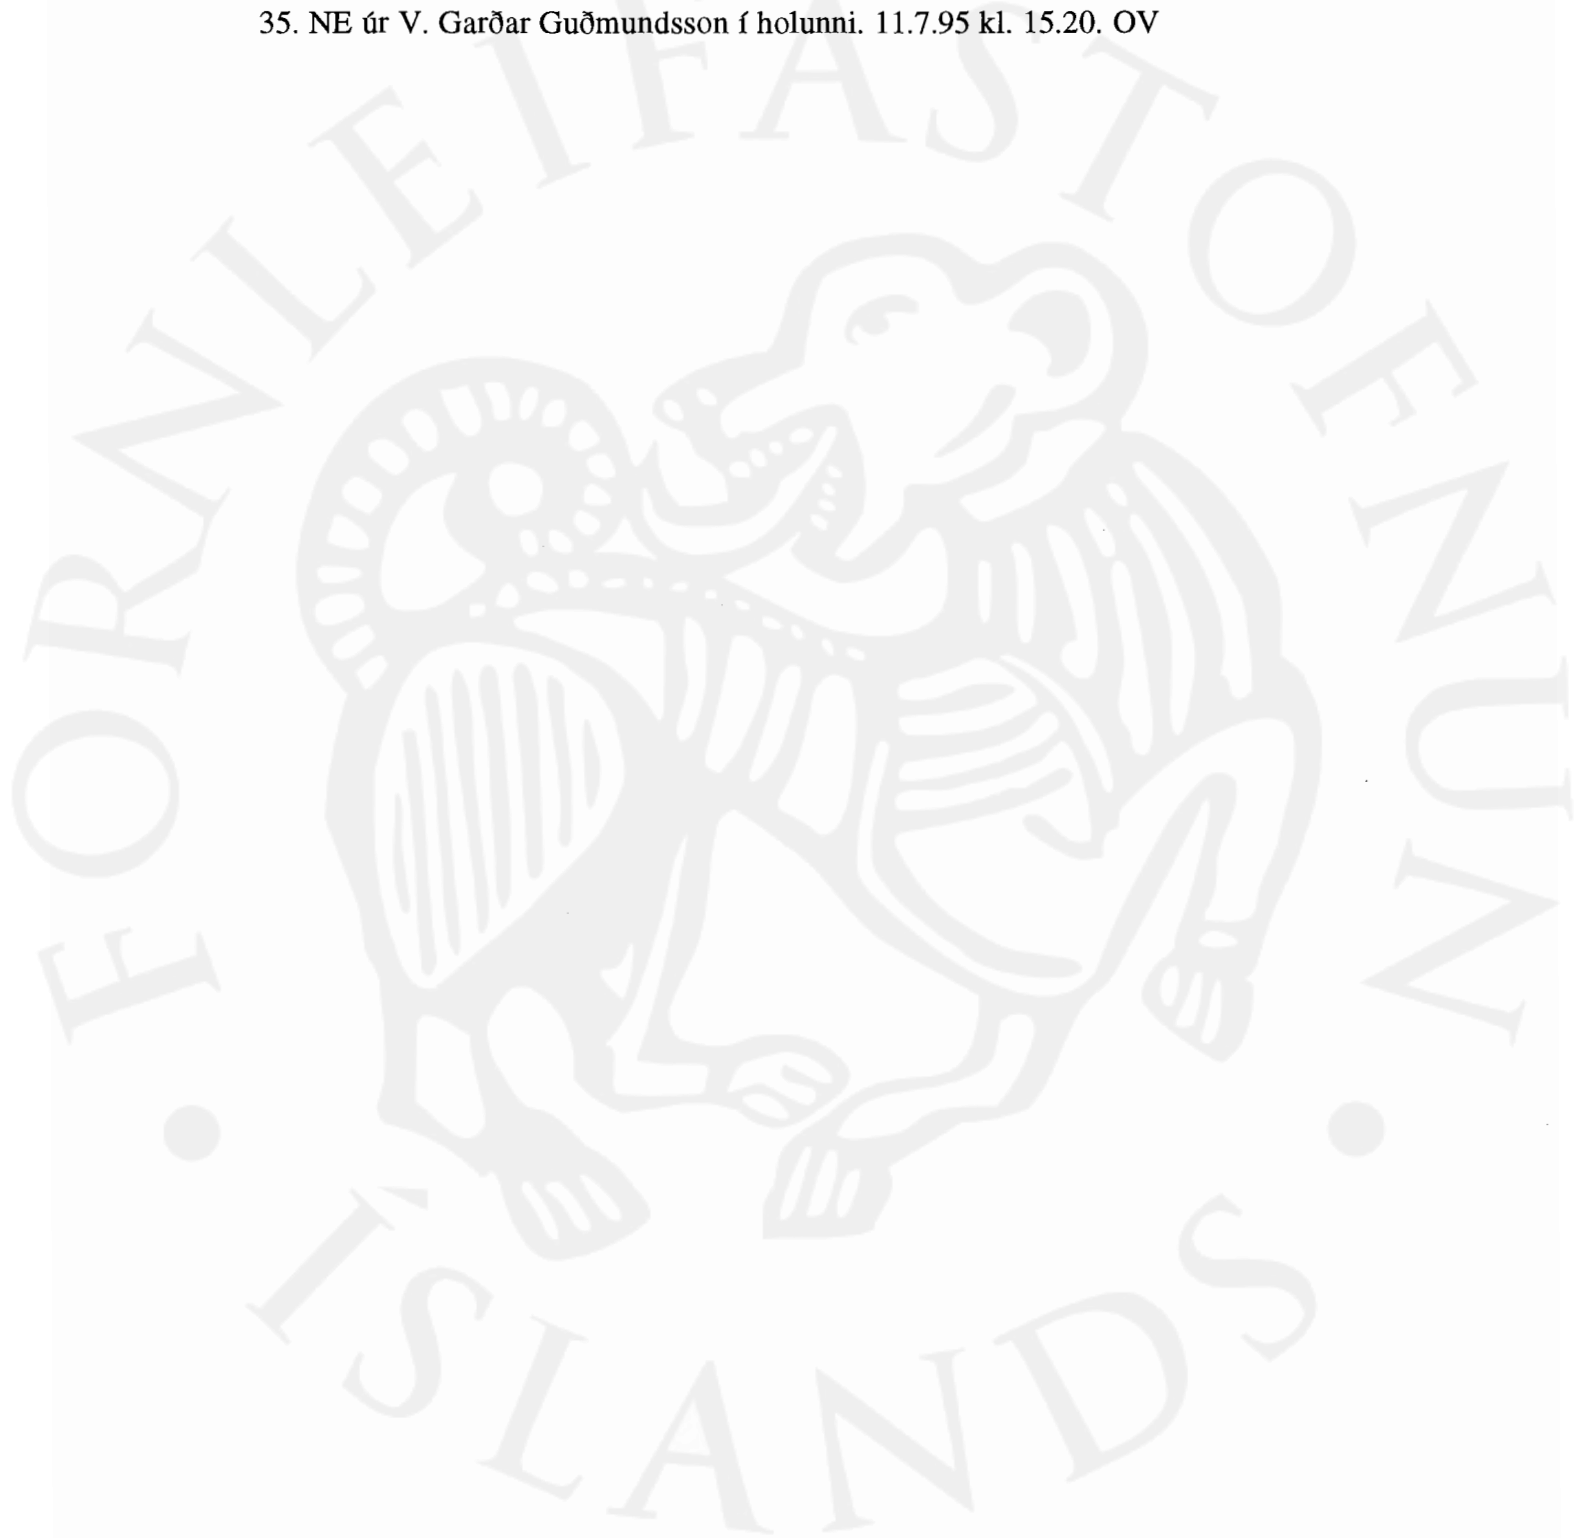 35. NE úr V. Garðar Guðmundsson í holunni. 11.7.95 kl. 15.20. OV
FORNLEIFASTOFNUN
ÍSLANDS